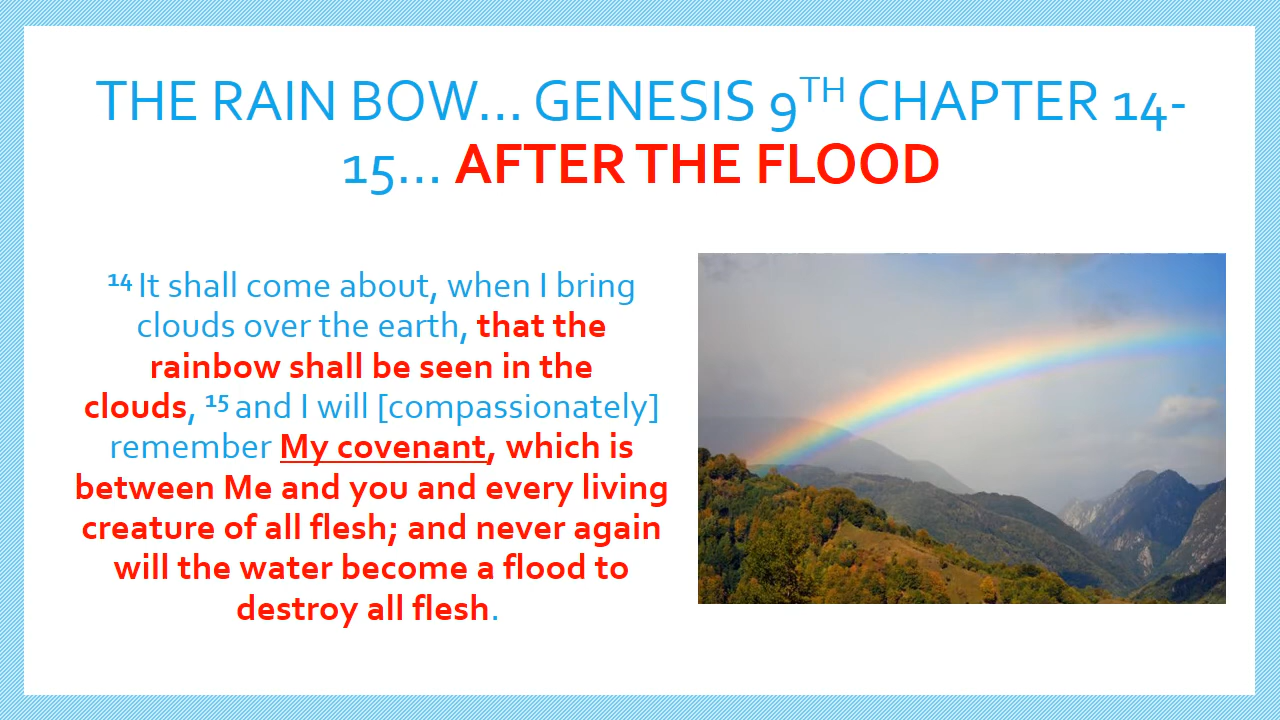 THE RAIN BOW... GENESIS 9TH CHAPTER 14-
15... AFTER THE FLOOD
14 It shall come about, when I bring
clouds over the earth, that the
rainbow shall be seen in the
clouds, 15 and I will [compassionately]
remember My covenant, which is
between Me and you and every living
creature of all flesh; and never again
will the water become a flood to
destroy all flesh.